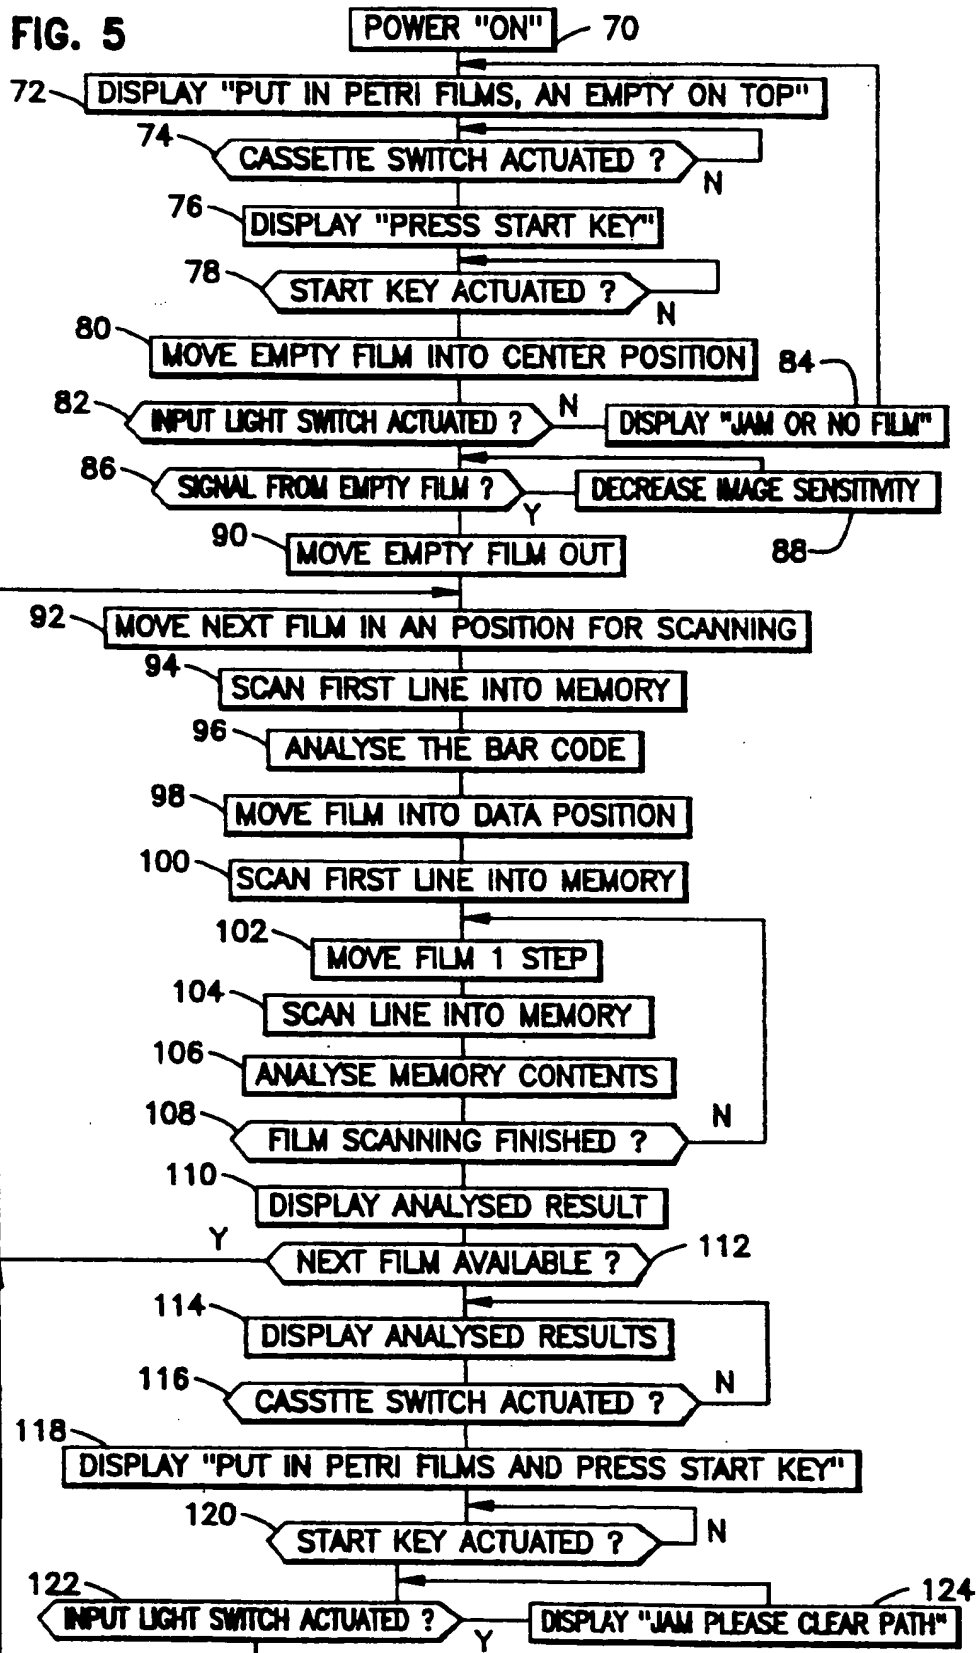 FIG. 5
POWER "ON" 70
72 DISPLAY "PUT IN PETRI FILMS, AN EMPTY ON TOP"
74 CASSETTE SWITCH ACTUATED ?
N
76 DISPLAY "PRESS START KEY"
78 START KEY ACTUATED ?
N
80 MOVE EMPTY FILM INTO CENTER POSITION
82 INPUT LIGHT SWITCH ACTUATED ? N DISPLAY "JAM OR NO FILM" 84
86 SIGNAL FROM EMPTY FILM ? Y DECREASE IMAGE SENSITIVITY 88
90 MOVE EMPTY FILM OUT
92 MOVE NEXT FILM IN AN POSITION FOR SCANNING
94 SCAN FIRST LINE INTO MEMORY
96 ANALYSE THE BAR CODE
98 MOVE FILM INTO DATA POSITION
100 SCAN FIRST LINE INTO MEMORY
102 MOVE FILM 1 STEP
104 SCAN LINE INTO MEMORY
106 ANALYSE MEMORY CONTENTS
108 FILM SCANNING FINISHED ? N
110 DISPLAY ANALYSED RESULT
Y NEXT FILM AVAILABLE ? 112
114 DISPLAY ANALYSED RESULTS
116 CASSTTE SWITCH ACTUATED ? N
118 DISPLAY "PUT IN PETRI FILMS AND PRESS START KEY"
120 START KEY ACTUATED ? N
122 INPUT LIGHT SWITCH ACTUATED ? Y DISPLAY "JAM PLEASE CLEAR PATH" 124